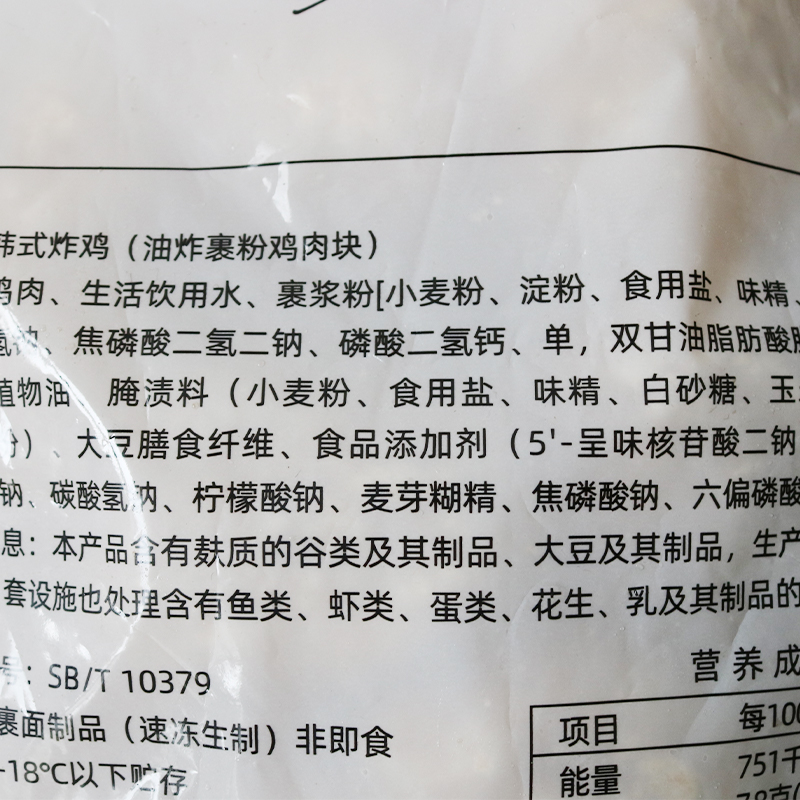 韩式炸鸡（油炸裹粉鸡肉块）
鸡肉、生活饮用水、裹浆粉[小麦粉、淀粉、食用盐、味精、
氢钠、焦磷酸二氢二钠、磷酸二氢钙、单，双甘油脂肪酸
植物油、腌渍料（小麦粉、食用盐、味精、白砂糖、玉
粉）、大豆膳食纤维、食品添加剂（5'-呈味核苷酸二钠
钠、碳酸氢钠、柠檬酸钠、麦芽糊精、焦磷酸钠、六偏磷酸
息：本产品含有麸质的谷类及其制品、大豆及其制品，生产
套设施也处理含有鱼类、虾类、蛋类、花生、乳及其制品的
号：SB/T 10379
裹面制品（速冻生制）非即食
-18℃以下贮存
营养成
项目 每100
能量 751千
7.8克(